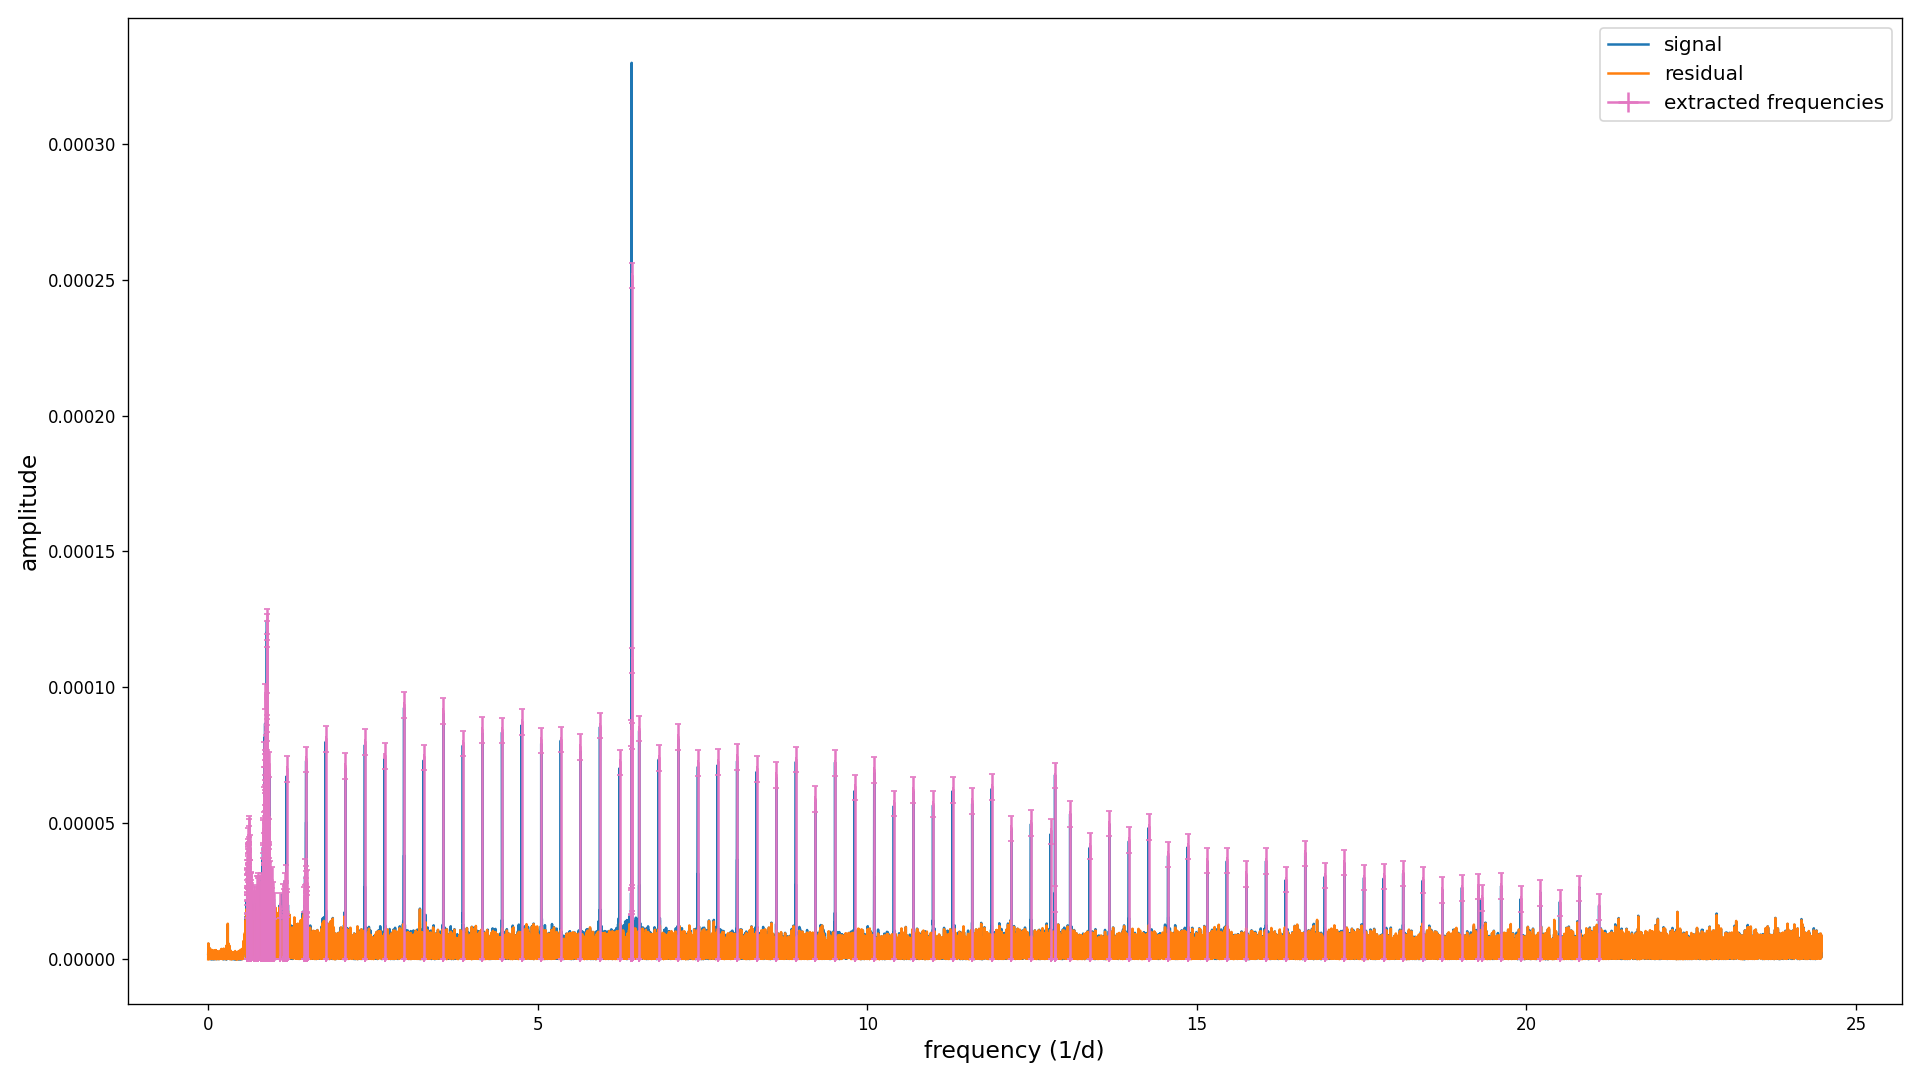 signal
residual
extracted frequencies
amplitude
0.00030
0.00025
0.00020
0.00015
0.00010
0.00005
0.00000
0 5 10 15 20 25
frequency (1/d)